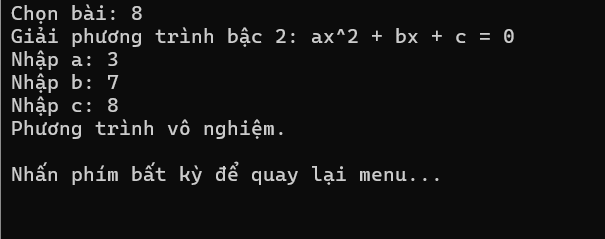 Chọn bài: 8
Giải phương trình bậc 2: ax^2 + bx + c = 0
Nhập a: 3
Nhập b: 7
Nhập c: 8
Phương trình vô nghiệm.
Nhấn phím bất kỳ để quay lại menu...